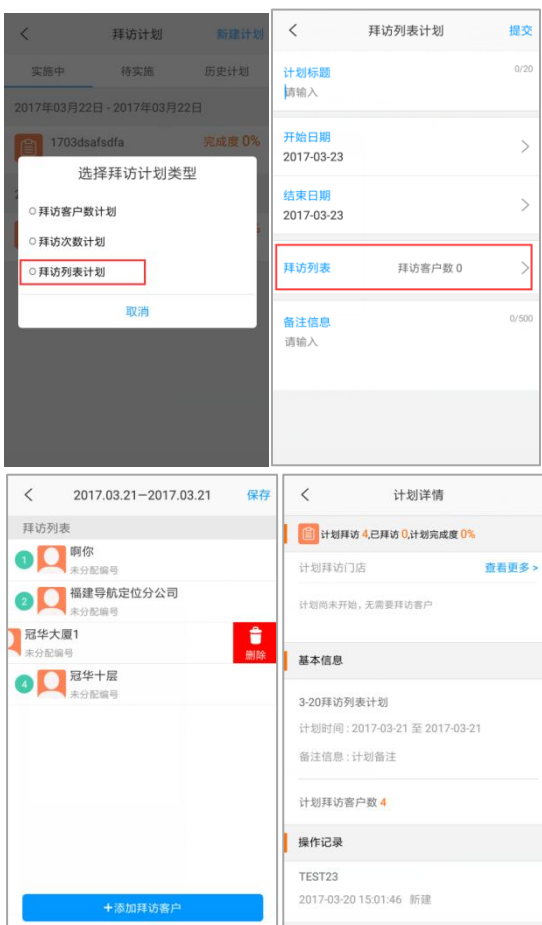 拜访计划
新建计划
实施中
待实施
历史计划
2017年03月22日 - 2017年03月22日
1703dsafsdfa
完成度 0%
选择拜访计划类型
拜访客户数计划
拜访次数计划
拜访列表计划
取消
拜访列表计划
提交
计划标题
0/20
请输入
开始日期
2017-03-23
结束日期
2017-03-23
拜访列表
拜访客户数 0
备注信息
0/500
请输入
2017.03.21—2017.03.21
保存
拜访列表
1
啊你
未分配编号
2
福建导航定位分公司
未分配编号
冠华大厦1
未分配编号
删除
4
冠华十层
未分配编号
+添加拜访客户
计划详情
计划拜访 4,已拜访 0,计划完成度 0%
计划拜访门店
查看更多 >
计划尚未开始，无需要拜访客户
基本信息
3-20拜访列表计划
计划时间 : 2017-03-21 至 2017-03-21
备注信息 : 计划备注
计划拜访客户数 4
操作记录
TEST23
2017-03-20 15:01:46 新建